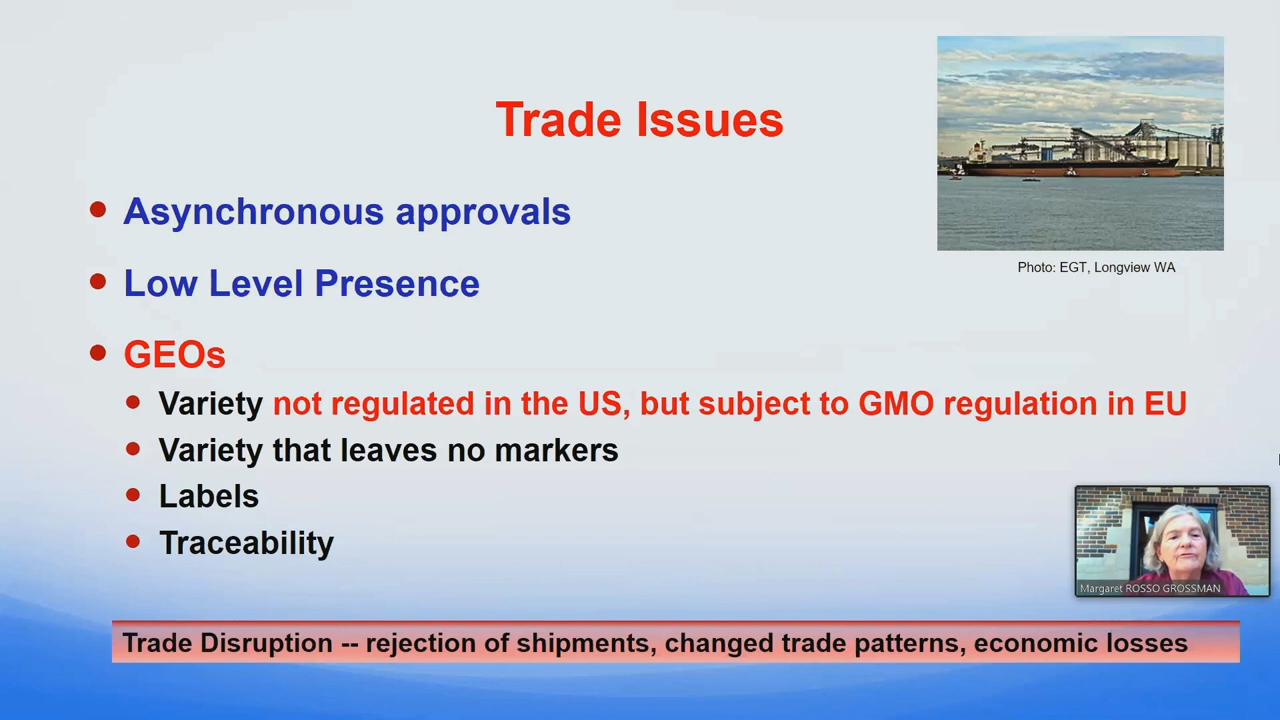 Trade Issues
Photo: EGT, Longview WA
Asynchronous approvals
Low Level Presence
GEOs
Variety not regulated in the US, but subject to GMO regulation in EU
Variety that leaves no markers
Labels
Traceability
Margaret ROSSO GROSSMAN
Trade Disruption -- rejection of shipments, changed trade patterns, economic losses